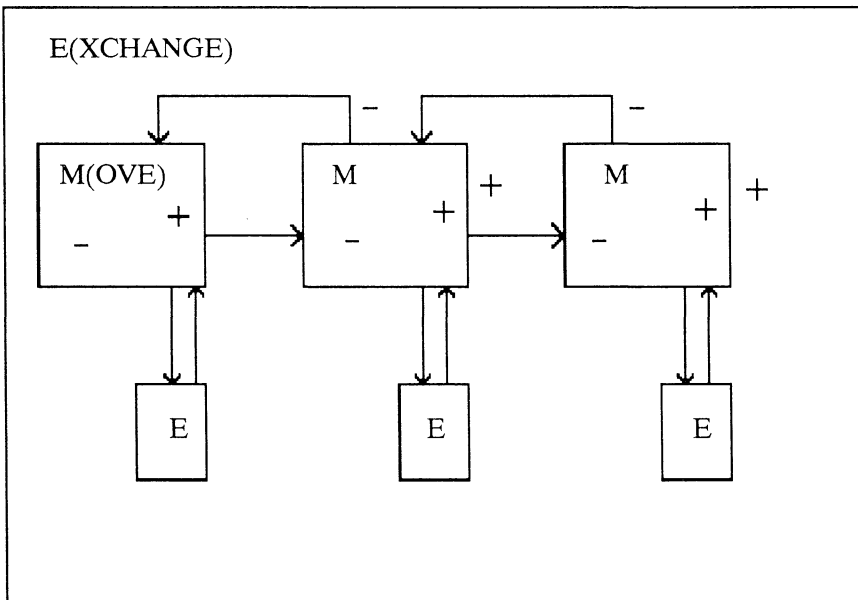 E(XCHANGE)
− −
M(OVE) M M
+ +
+ + +
− − −
E E E